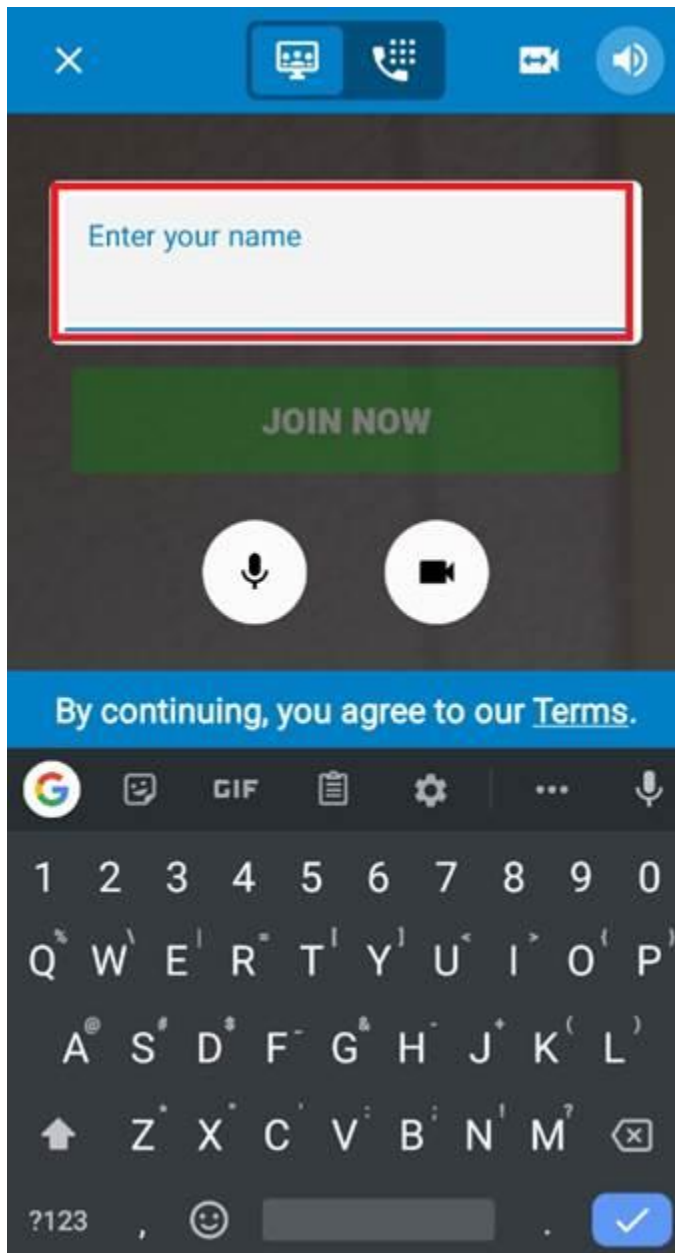 Enter your name
JOIN NOW
By continuing, you agree to our Terms.
G GIF
1 2 3 4 5 6 7 8 9 0
% \ | = [ ] < > { }
Q W E R T Y U I O P
@ # $ _ & - + ( )
A S D F G H J K L
* " ' : ; ! ?
Z X C V B N M
?123 , .